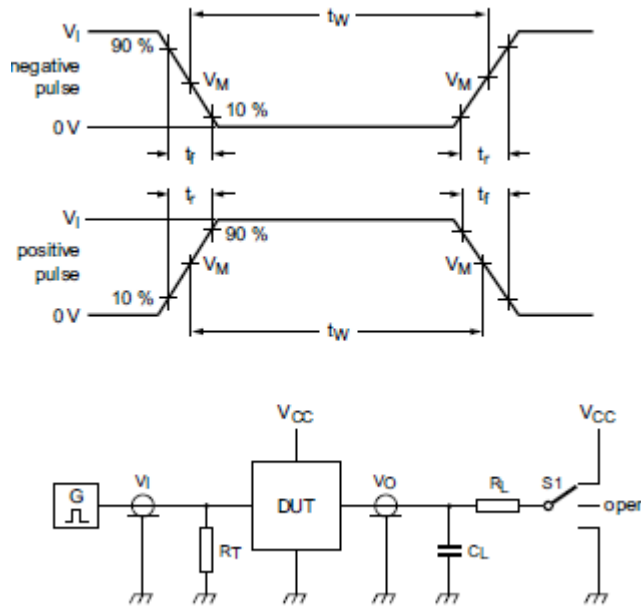 tW
VI
90 %
negative
pulse
VM
VM
10 %
0 V
tf
tr
tr
tf
VI
90 %
positive
pulse
VM
VM
10 %
0 V
tW
VCC
VCC
G
VI
DUT
VO
RL
S1
open
RT
CL